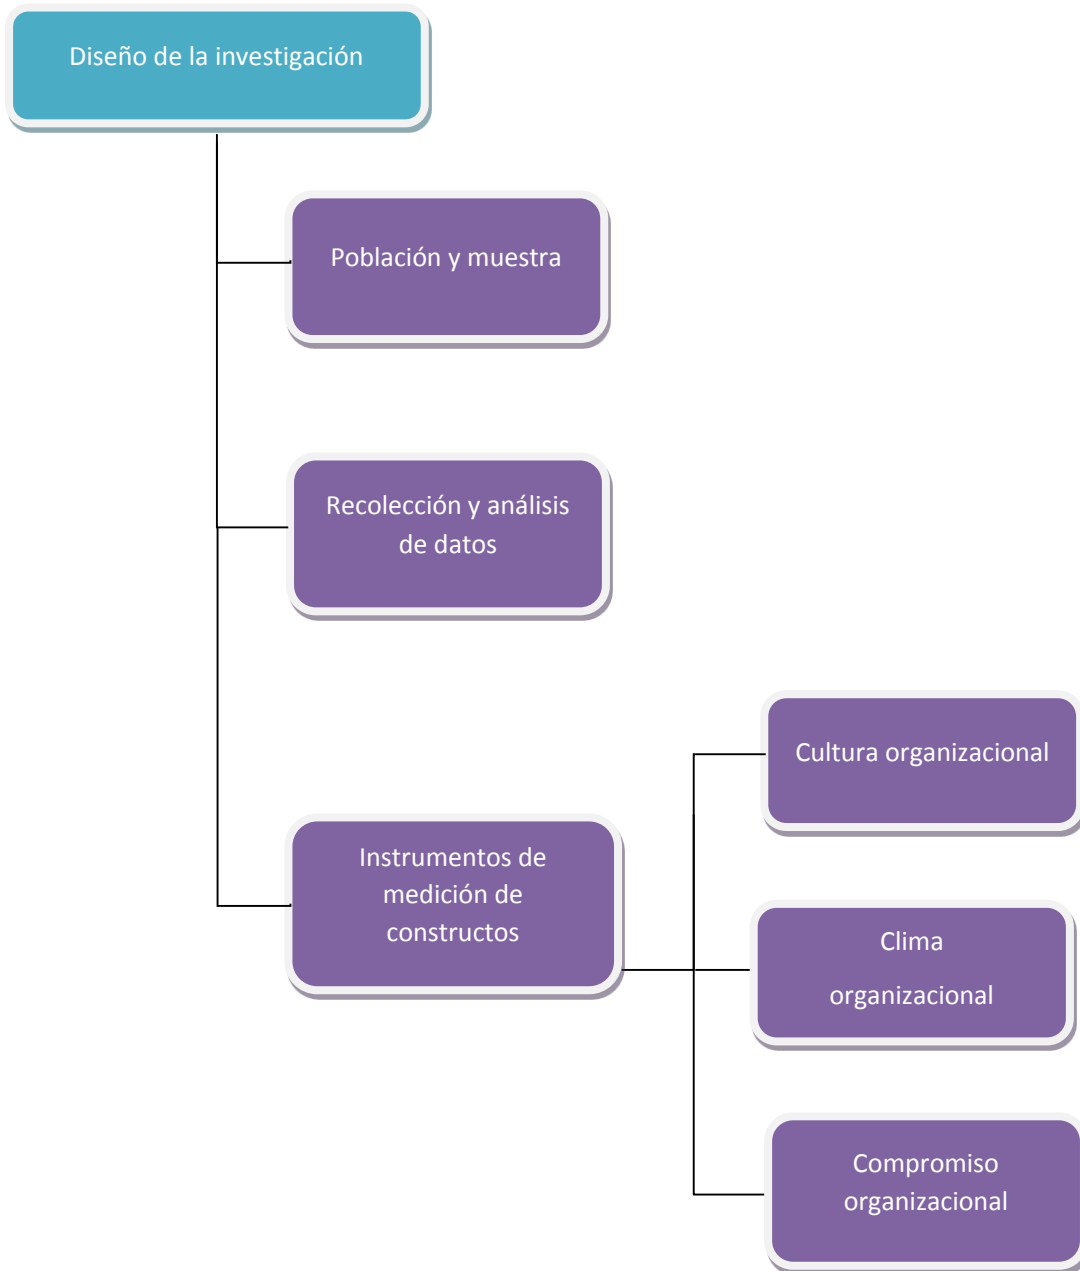 Diseño de la investigación
Población y muestra
Recolección y análisis
de datos
Instrumentos de
medición de
constructos
Cultura organizacional
Clima
organizacional
Compromiso
organizacional